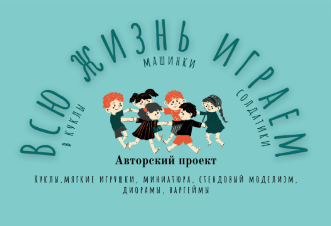 ВСЮ ЖИЗНЬ ИГРАЕМ
В КУКЛЫ
МАШИНКИ
СОЛДАТИКИ
Авторский проект
КУКЛЫ,МЯГКИЕ ИГРУШКИ, МИНИАТЮРА, СТЕНДОВЫЙ МОДЕЛИЗМ,
ДИОРАМЫ, ВАРГЕЙМЫ